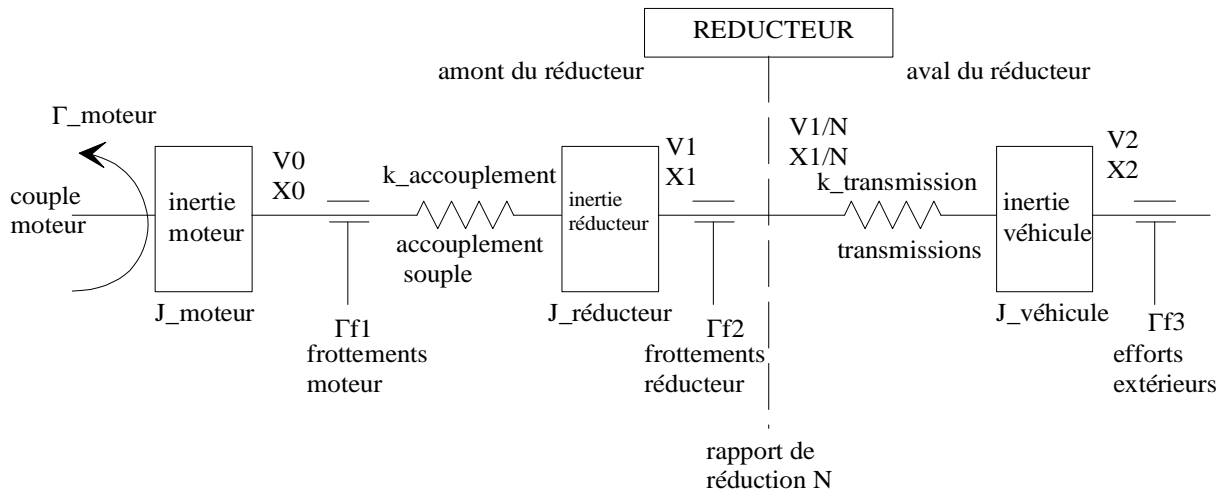 REDUCTEUR
amont du réducteur
aval du réducteur
Γ_moteur
couple
moteur
inertie
moteur
J_moteur
V0
X0
Γf1
frottements
moteur
k_accouplement
accouplement
souple
inertie
réducteur
J_réducteur
V1
X1
Γf2
frottements
réducteur
V1/N
X1/N
rapport de
réduction N
k_transmission
transmissions
inertie
véhicule
J_véhicule
V2
X2
Γf3
efforts
extérieurs